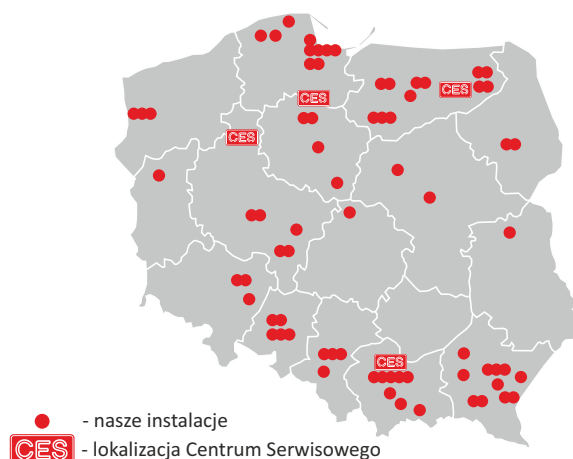 CES
CES
CES
CES
- nasze instalacje
CES - lokalizacja Centrum Serwisowego